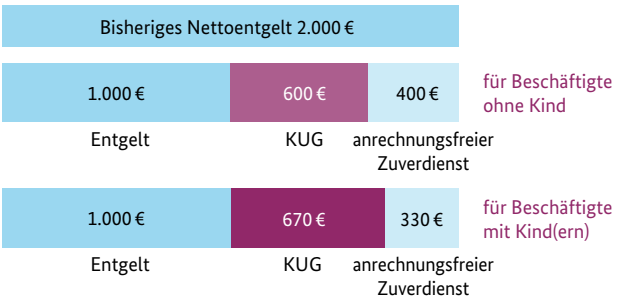 Bisheriges Nettoentgelt 2.000 €
1.000 €
600 €
400 €
für Beschäftigte
ohne Kind
Entgelt
KUG
anrechnungsfreier
Zuverdienst
1.000 €
670 €
330 €
für Beschäftigte
mit Kind(ern)
Entgelt
KUG
anrechnungsfreier
Zuverdienst